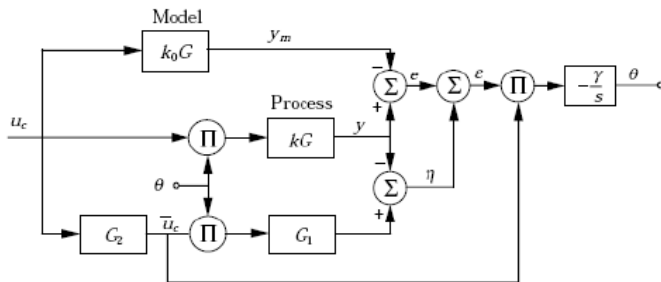 Model
k₀G
yₘ
−
Σ
e
Σ
ε
Π
−γ/s
θ
+
Process
u_c
Π
kG
y
−
θ
Σ
η
+
G₂
ū_c
Π
G₁